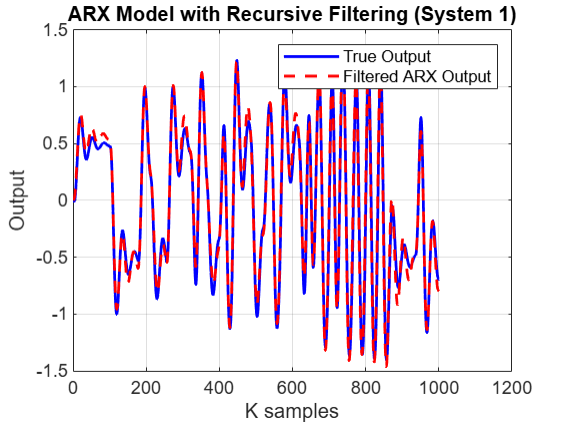 ARX Model with Recursive Filtering (System 1)
True Output
Filtered ARX Output
Output
1.5
1
0.5
0
-0.5
-1
-1.5
0 200 400 600 800 1000 1200
K samples